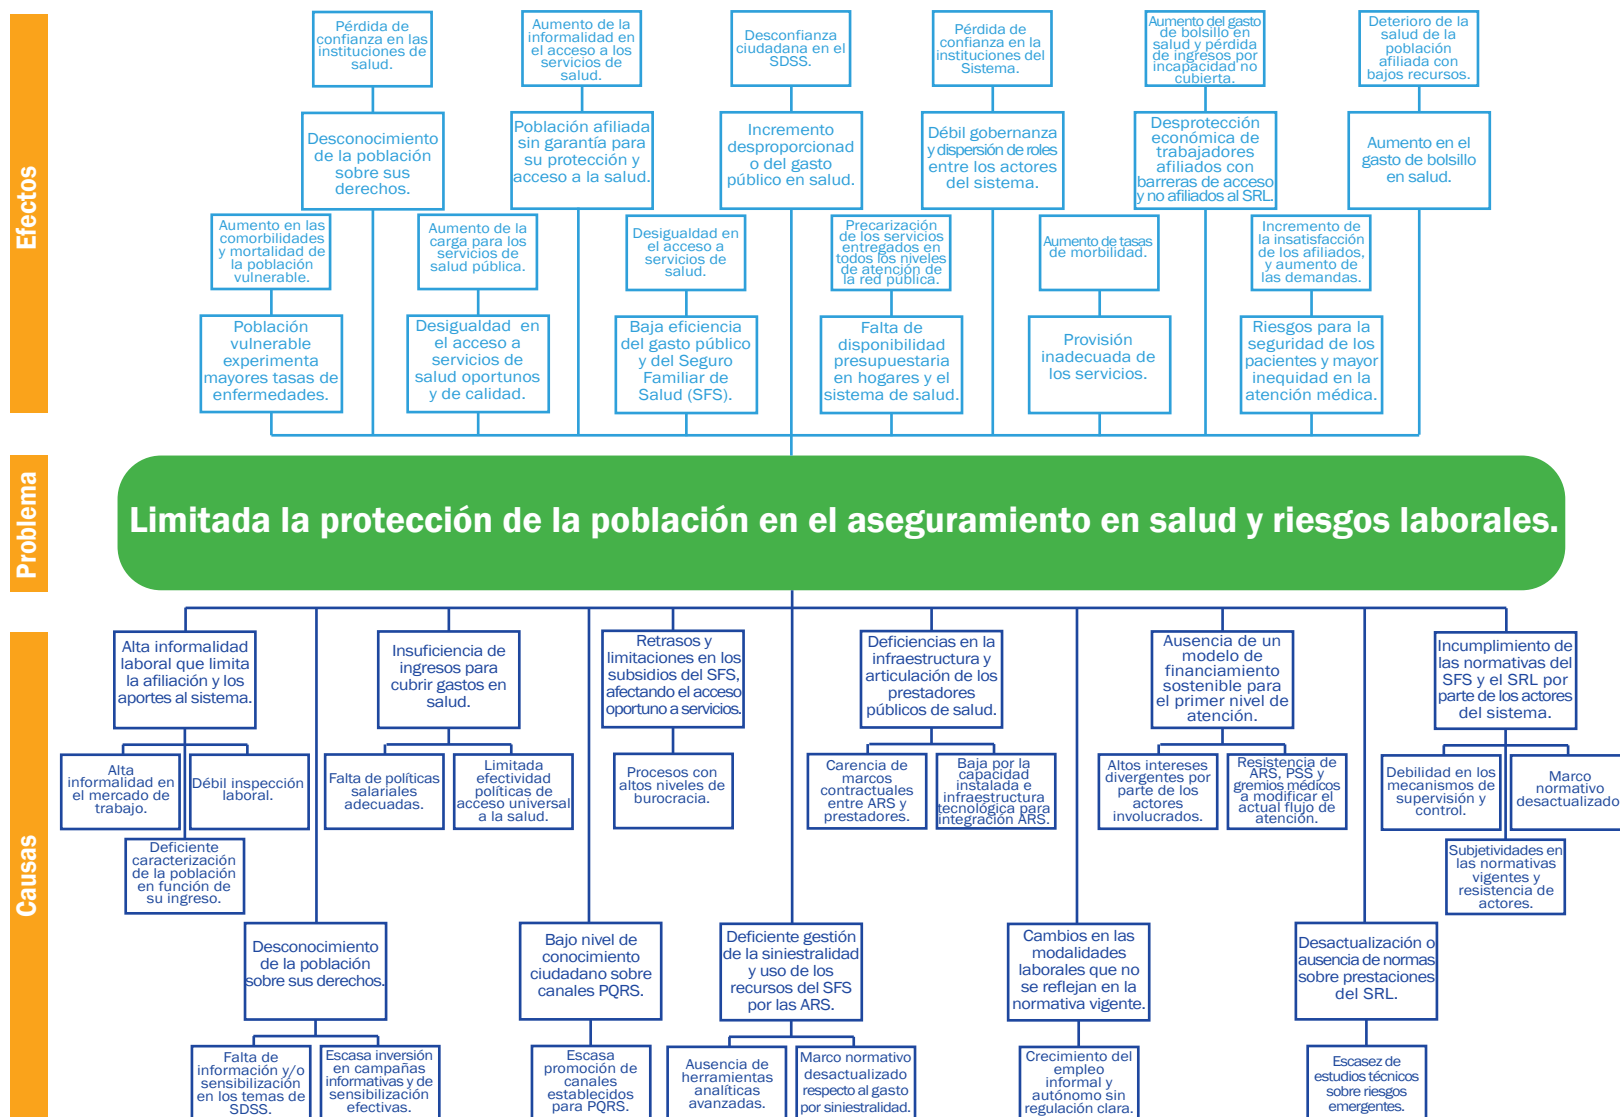 Efectos
Pérdida de
confianza en las
instituciones de
salud.
Aumento de la
informalidad en
el acceso a los
servicios de
salud.
Desconfianza
ciudadana en el
SDSS.
Pérdida de
confianza en la
instituciones del
Sistema.
Aumento del gasto
de bolsillo en
salud y pérdida
de ingresos por
incapacidad no
cubierta.
Deterioro de la
salud de la
población
afiliada con
bajos recursos.
Desconocimiento
de la población
sobre sus
derechos.
Población afiliada
sin garantía para
su protección y
acceso a la salud.
Incremento
desproporcionad
o del gasto
público en salud.
Débil gobernanza
y dispersión de roles
entre los actores
del sistema.
Desprotección
económica de
trabajadores
afiliados con
barreras de acceso
y no afiliados al SRL.
Aumento en el
gasto de bolsillo
en salud.
Aumento en las
comorbilidades
y mortalidad de
la población
vulnerable.
Aumento de la
carga para los
servicios de
salud pública.
Desigualdad en
el acceso a
servicios de
salud.
Precarización
de los servicios
entregados en
todos los niveles
de atención de
la red pública.
Aumento de tasas
de morbilidad.
Incremento de
la insatisfacción
de los afiliados,
y aumento de
las demandas.
Población
vulnerable
experimenta
mayores tasas de
enfermedades.
Desigualdad en
el acceso a
servicios de
salud oportunos
y de calidad.
Baja eficiencia
del gasto público
y del Seguro
Familiar de
Salud (SFS).
Falta de
disponibilidad
presupuestaria
en hogares y el
sistema de salud.
Provisión
inadecuada de
los servicios.
Riesgos para la
seguridad de los
pacientes y mayor
inequidad en la
atención médica.
Problema
Limitada la protección de la población en el aseguramiento en salud y riesgos laborales.
Causas
Alta informalidad
laboral que limita
la afiliación y los
aportes al sistema.
Insuficiencia de
ingresos para
cubrir gastos en
salud.
Retrasos y
limitaciones en los
subsidios del SFS,
afectando el acceso
oportuno a servicios.
Deficiencias en la
infraestructura y
articulación de los
prestadores
públicos de salud.
Ausencia de un
modelo de
financiamiento
sostenible para
el primer nivel de
atención.
Incumplimiento de
las normativas del
SFS y el SRL por
parte de los actores
del sistema.
Alta
informalidad en
el mercado de
trabajo.
Débil inspección
laboral.
Falta de políticas
salariales
adecuadas.
Limitada
efectividad
políticas de
acceso universal
a la salud.
Procesos con
altos niveles de
burocracia.
Carencia de
marcos
contractuales
entre ARS y
prestadores.
Baja por la
capacidad
instalada e
infraestructura
tecnológica para
integración ARS.
Altos intereses
divergentes por
parte de los
actores
involucrados.
Resistencia de
ARS, PSS y
gremios médicos
a modificar el
actual flujo de
atención.
Debilidad en los
mecanismos de
supervisión y
control.
Marco
normativo
desactualizado
Deficiente
caracterización
de la población
en función de
su ingreso.
Subjetividades en
las normativas
vigentes y
resistencia de
actores.
Desconocimiento
de la población
sobre sus derechos.
Bajo nivel de
conocimiento
ciudadano sobre
canales PQRS.
Deficiente gestión
de la siniestralidad
y uso de los
recursos del SFS
por las ARS.
Cambios en las
modalidades
laborales que no
se reflejan en la
normativa vigente.
Desactualización o
ausencia de normas
sobre prestaciones
del SRL.
Falta de
información y/o
sensibilización
en los temas de
SDSS.
Escasa inversión
en campañas
informativas y de
sensibilización
efectivas.
Escasa
promoción de
canales
establecidos
para PQRS.
Ausencia de
herramientas
analíticas
avanzadas.
Marco normativo
desactualizado
respecto al gasto
por siniestralidad.
Crecimiento del
empleo
informal y
autónomo sin
regulación clara.
Escasez de
estudios técnicos
sobre riesgos
emergentes.